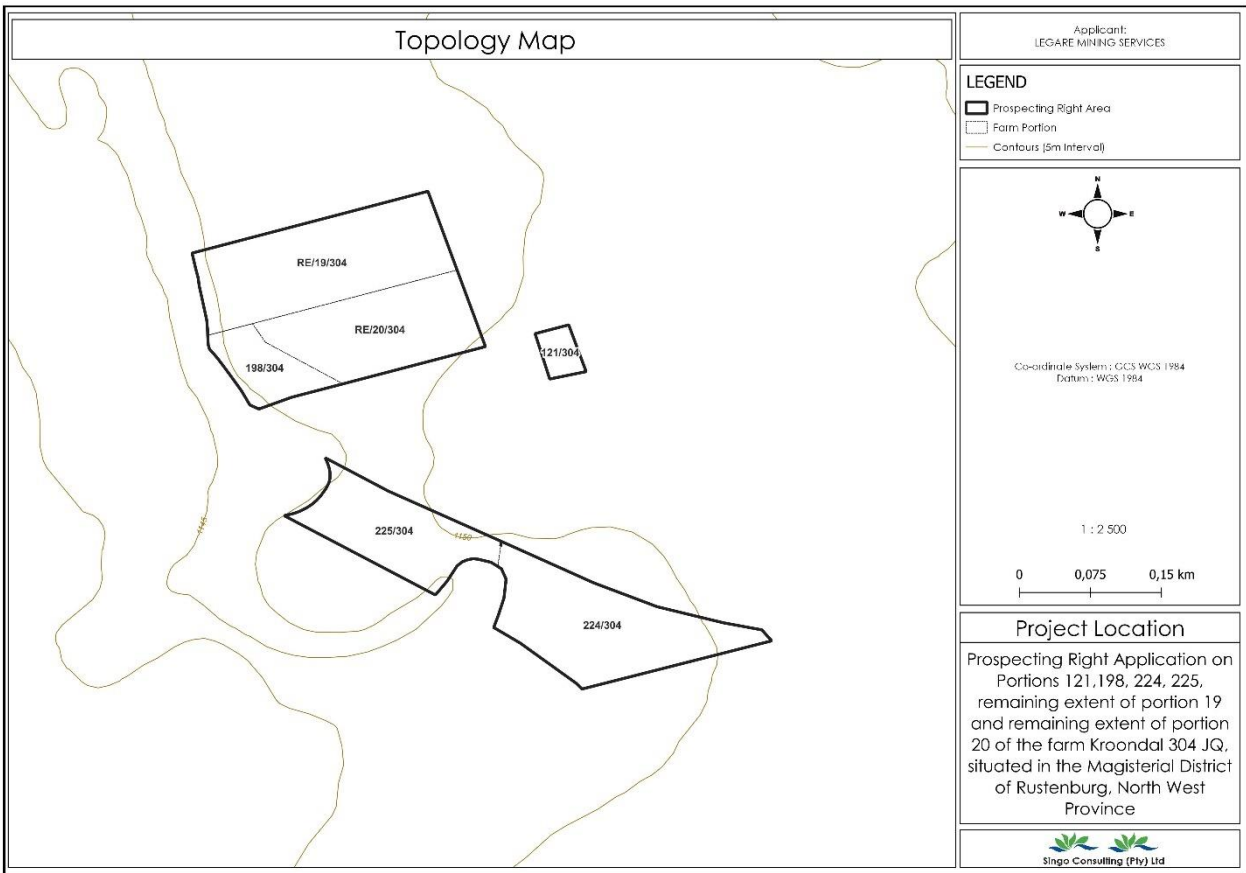 Topology Map
Applicant:
LEGARE MINING SERVICES
LEGEND
Prospecting Right Area
Farm Portion
Contours (5m Interval)
N
W E
S
RE/19/304
RE/20/304
121/304
198/304
Co-ordinate System : GCS WGS 1984
Datum : WGS 1984
225/304
1145
1150
1 : 2 500
0 0,075 0,15 km
224/304
Project Location
Prospecting Right Application on
Portions 121,198, 224, 225,
remaining extent of portion 19
and remaining extent of portion
20 of the farm Kroondal 304 JQ,
situated in the Magisterial District
of Rustenburg, North West
Province
Singo Consulting (Pty) Ltd